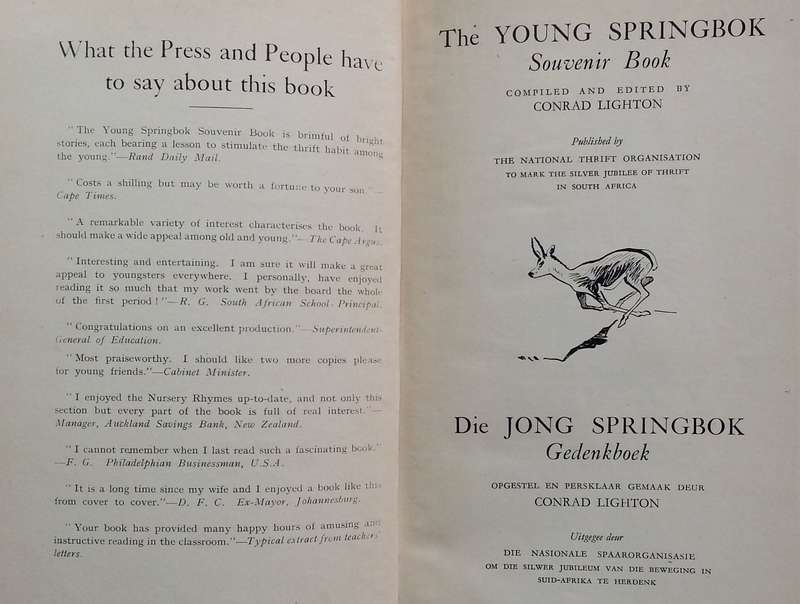 What the Press and People have
to say about this book
"The Young Springbok Souvenir Book is brimful of bright
stories, each bearing a lesson to stimulate the thrift habit among
the young."—Rand Daily Mail.
"Costs a shilling but may be worth a fortune to your son."—
Cape Times.
"A remarkable variety of interest characterises the book. It
should make a wide appeal among old and young."—The Cape Argus.
"Interesting and entertaining. I am sure it will make a great
appeal to youngsters everywhere. I personally, have enjoyed
reading it so much that my work went by the board the whole
of the first period!"—R. G. South African School Principal.
"Congratulations on an excellent production."—Superintendent-
General of Education.
"Most praiseworthy. I should like two more copies please
for young friends."—Cabinet Minister.
"I enjoyed the Nursery Rhymes up-to-date, and not only this
section but every part of the book is full of real interest."—
Manager, Auckland Savings Bank, New Zealand.
"I cannot remember when I last read such a fascinating book."
—F. G. Philadelphian Businessman, U.S.A.
"It is a long time since my wife and I enjoyed a book like this
from cover to cover."—D. F. C. Ex-Mayor, Johannesburg.
"Your book has provided many happy hours of amusing and
instructive reading in the classroom."—Typical extract from teachers'
letters.
The YOUNG SPRINGBOK
Souvenir Book
COMPILED AND EDITED BY
CONRAD LIGHTON
Published by
THE NATIONAL THRIFT ORGANISATION
TO MARK THE SILVER JUBILEE OF THRIFT
IN SOUTH AFRICA
Die JONG SPRINGBOK
Gedenkboek
OPGESTEL EN PERSKLAAR GEMAAK DEUR
CONRAD LIGHTON
Uitgegee deur
DIE NASIONALE SPAARORGANISASIE
OM DIE SILWER JUBILEUM VAN DIE BEWEGING IN
SUID-AFRIKA TE HERDENK